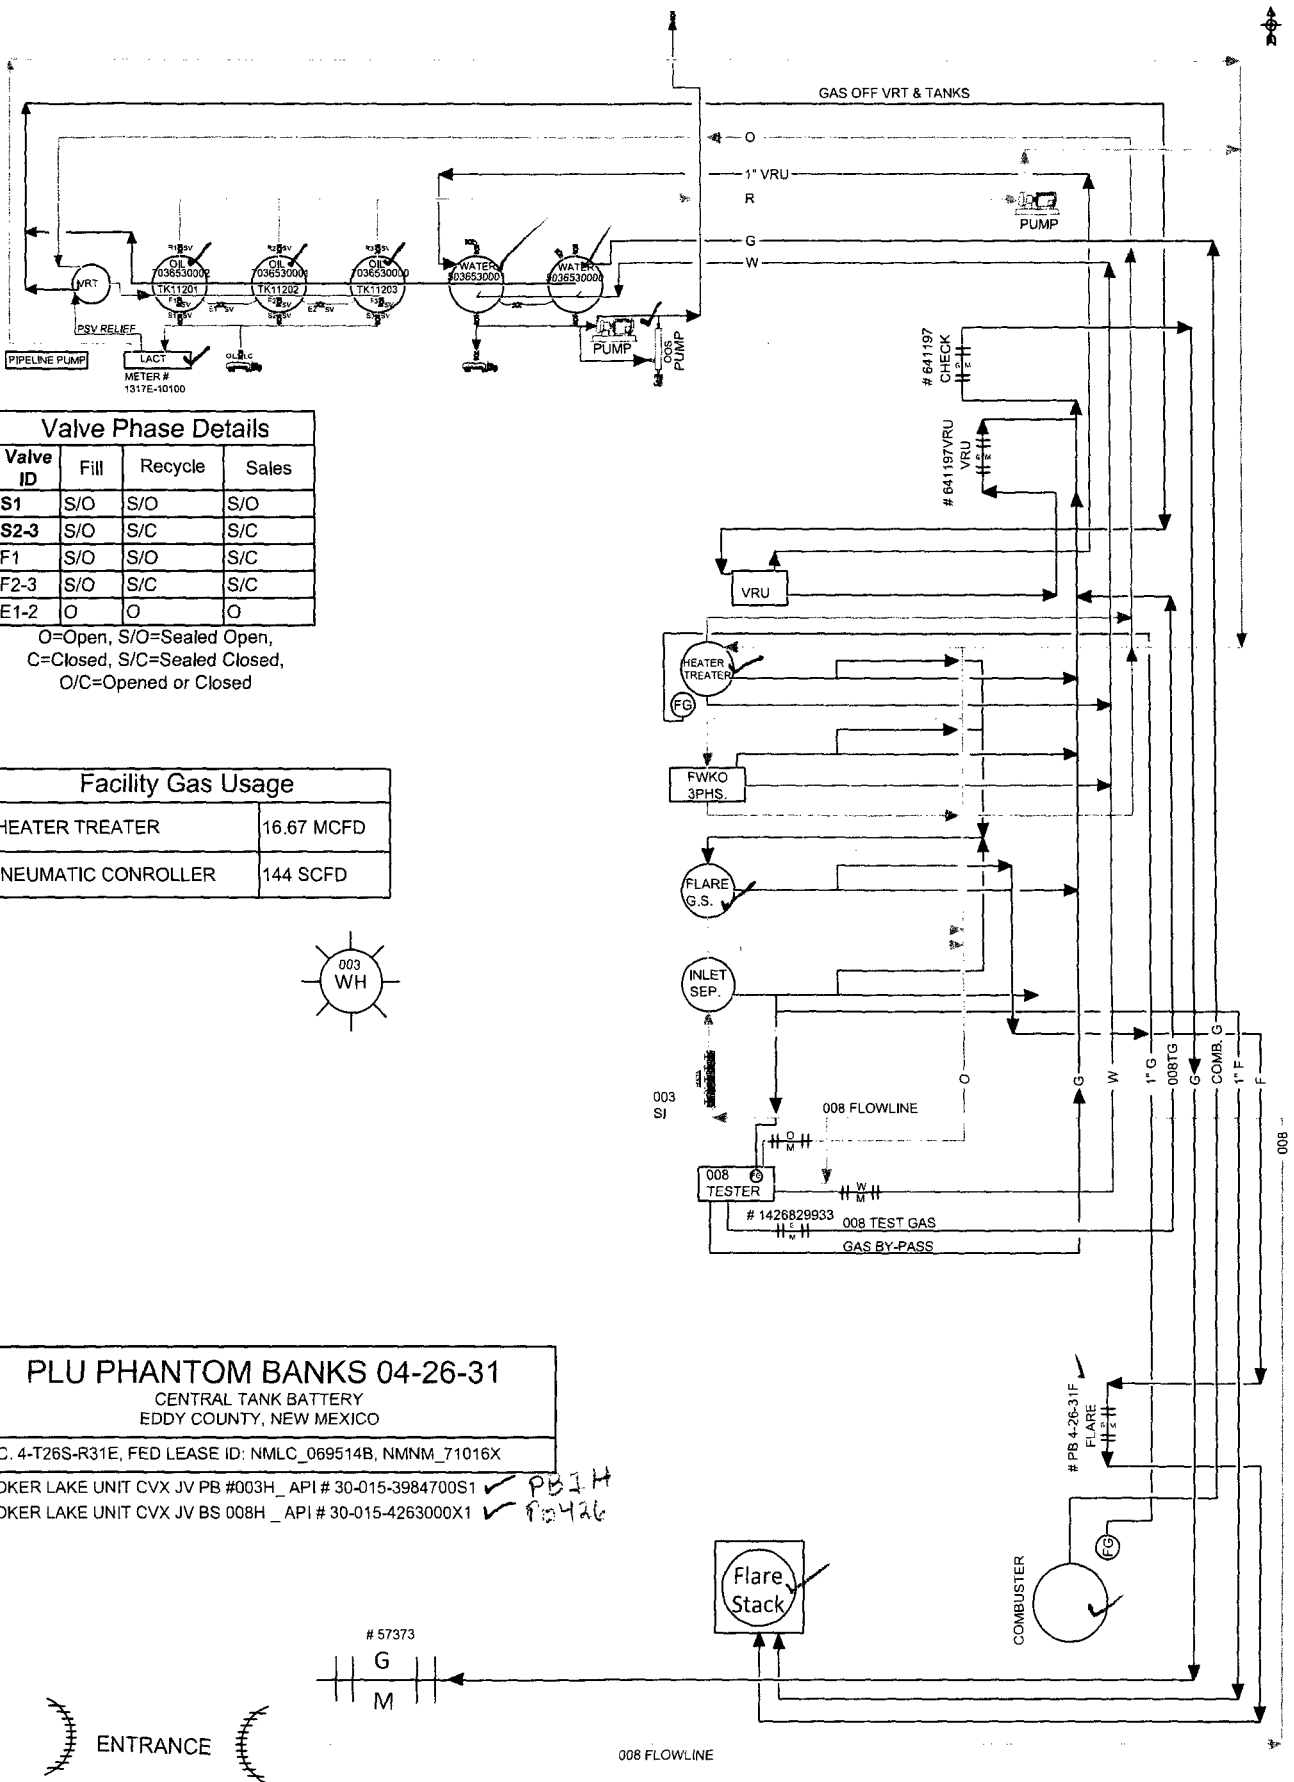 GAS OFF VRT & TANKS
O
1" VRU
R
PUMP
G
W
VRT
OIL
7036530002
TK11201
OIL
TK11202
OIL
TK11203
WATER
WATER
PSV RELIEF
PIPELINE PUMP
LACT
METER #
1317E-10100
PUMP
OOS
PUMP
# 641197
CHECK
# 641197VRU
VRU
Valve Phase Details
Valve ID Fill Recycle Sales
S1 S/O S/O S/O
S2-3 S/O S/C S/C
F1 S/O S/O S/C
F2-3 S/O S/C S/C
E1-2 O O O
O=Open, S/O=Sealed Open,
C=Closed, S/C=Sealed Closed,
O/C=Opened or Closed
VRU
HEATER
TREATER
FG
FWKO
3PHS.
Facility Gas Usage
HEATER TREATER 16.67 MCFD
NEUMATIC CONROLLER 144 SCFD
FLARE
G.S.
003
WH
INLET
SEP.
003
SI
O
G
W
1" G
008TG
G
COMB. G
1" F
F
008
008 FLOWLINE
O
M
008
TESTER
FG
W
M
# 1426829933
G
M
008 TEST GAS
GAS BY-PASS
PLU PHANTOM BANKS 04-26-31
CENTRAL TANK BATTERY
EDDY COUNTY, NEW MEXICO
C. 4-T26S-R31E, FED LEASE ID: NMLC_069514B, NMNM_71016X
OKER LAKE UNIT CVX JV PB #003H_ API # 30-015-3984700S1
OKER LAKE UNIT CVX JV BS 008H _ API # 30-015-4263000X1
# PB 4-26-31F
FLARE
FG
COMBUSTER
Flare
Stack
# 57373
G
M
ENTRANCE
008 FLOWLINE